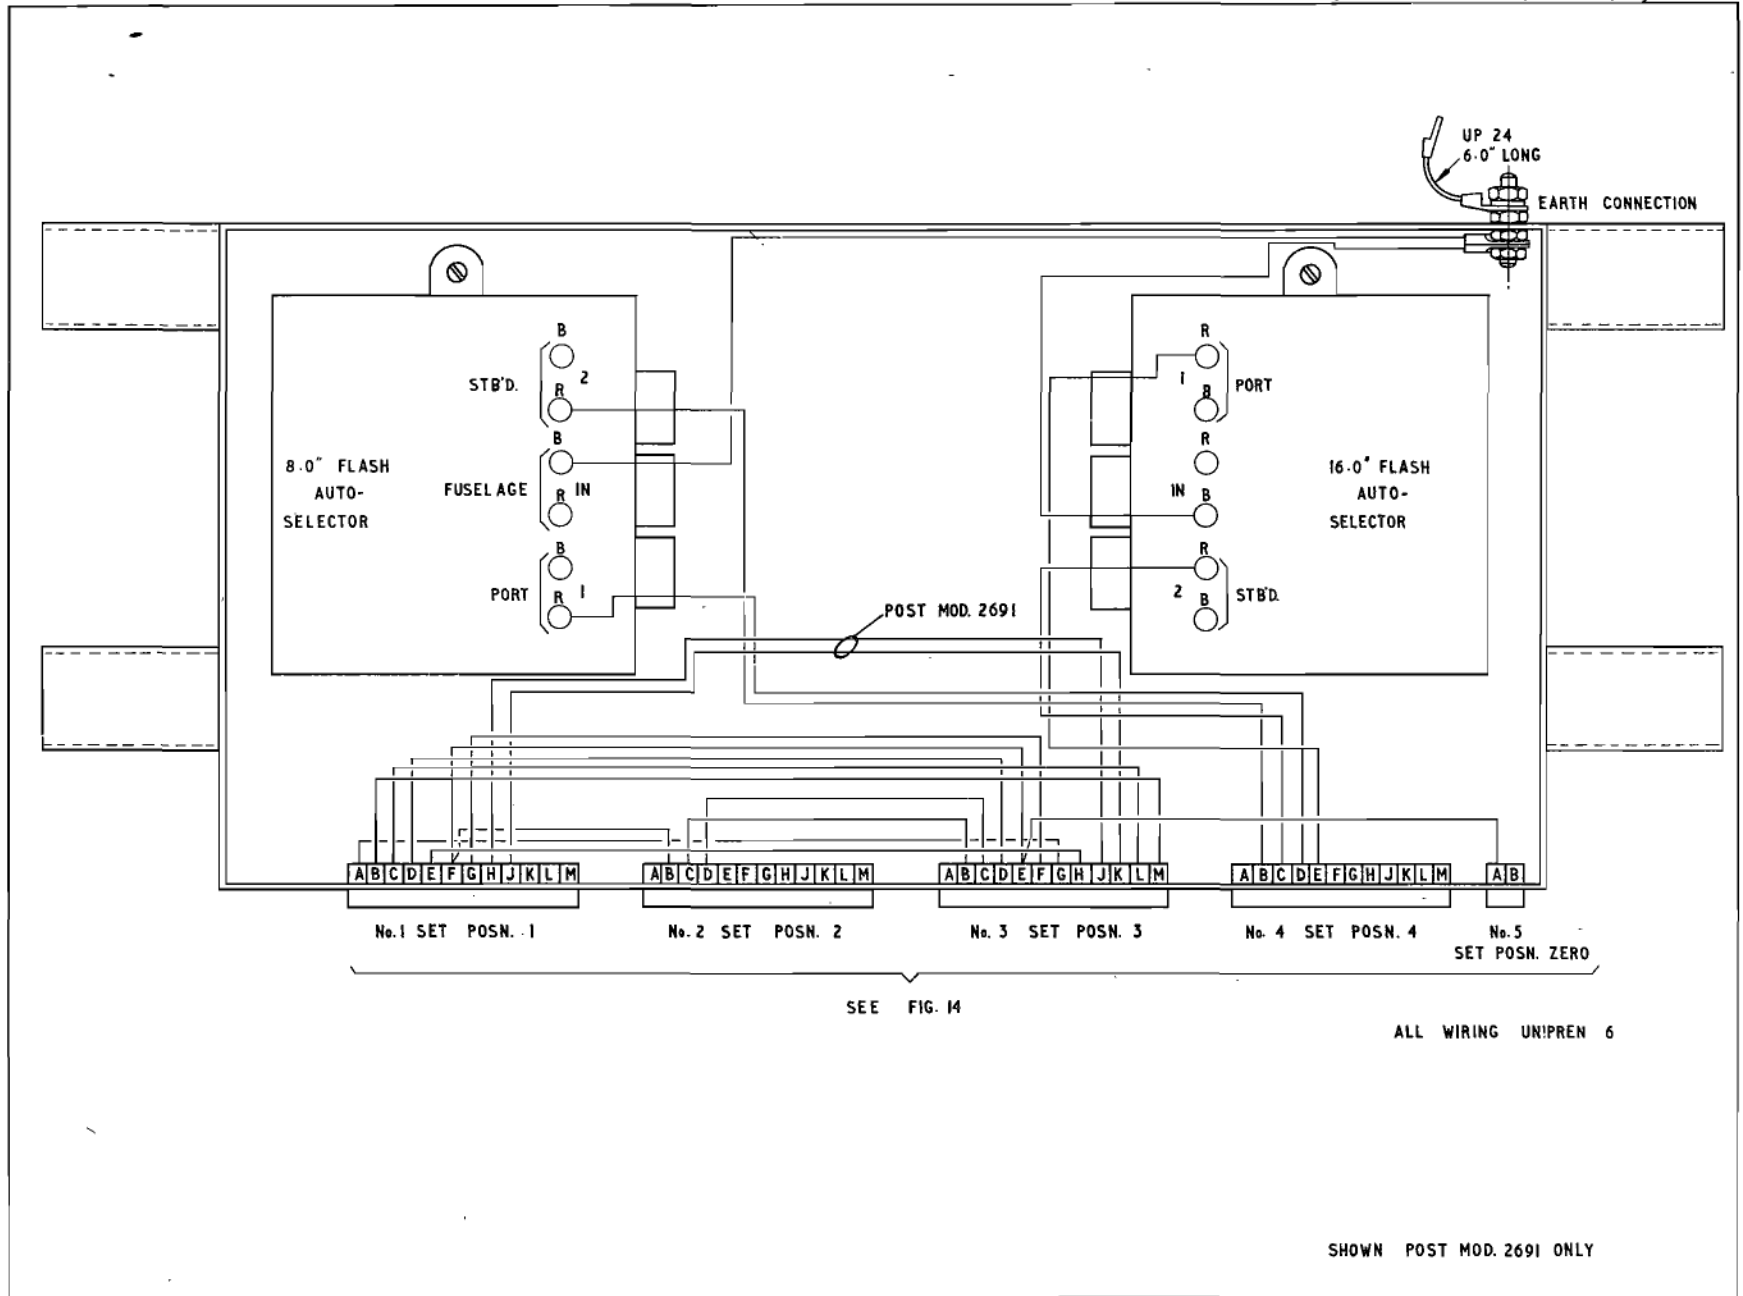 UP 24
6.0" LONG
EARTH CONNECTION
B
STB'D.
2
R
B
8.0" FLASH
AUTO-
SELECTOR
FUSELAGE
R IN
B
PORT
R 1
R
1
PORT
B
R
16.0" FLASH
AUTO-
SELECTOR
IN B
R
2
STB'D.
B
POST MOD. 2691
A B C D E F G H J K L M
A B C D E F G H J K L M
A B C D E F G H J K L M
A B C D E F G H J K L M
A B
No.1 SET POSN. 1
No.2 SET POSN. 2
No. 3 SET POSN. 3
No. 4 SET POSN. 4
No.5
SET POSN. ZERO
SEE FIG. 14
ALL WIRING UNIPREN 6
SHOWN POST MOD. 2691 ONLY